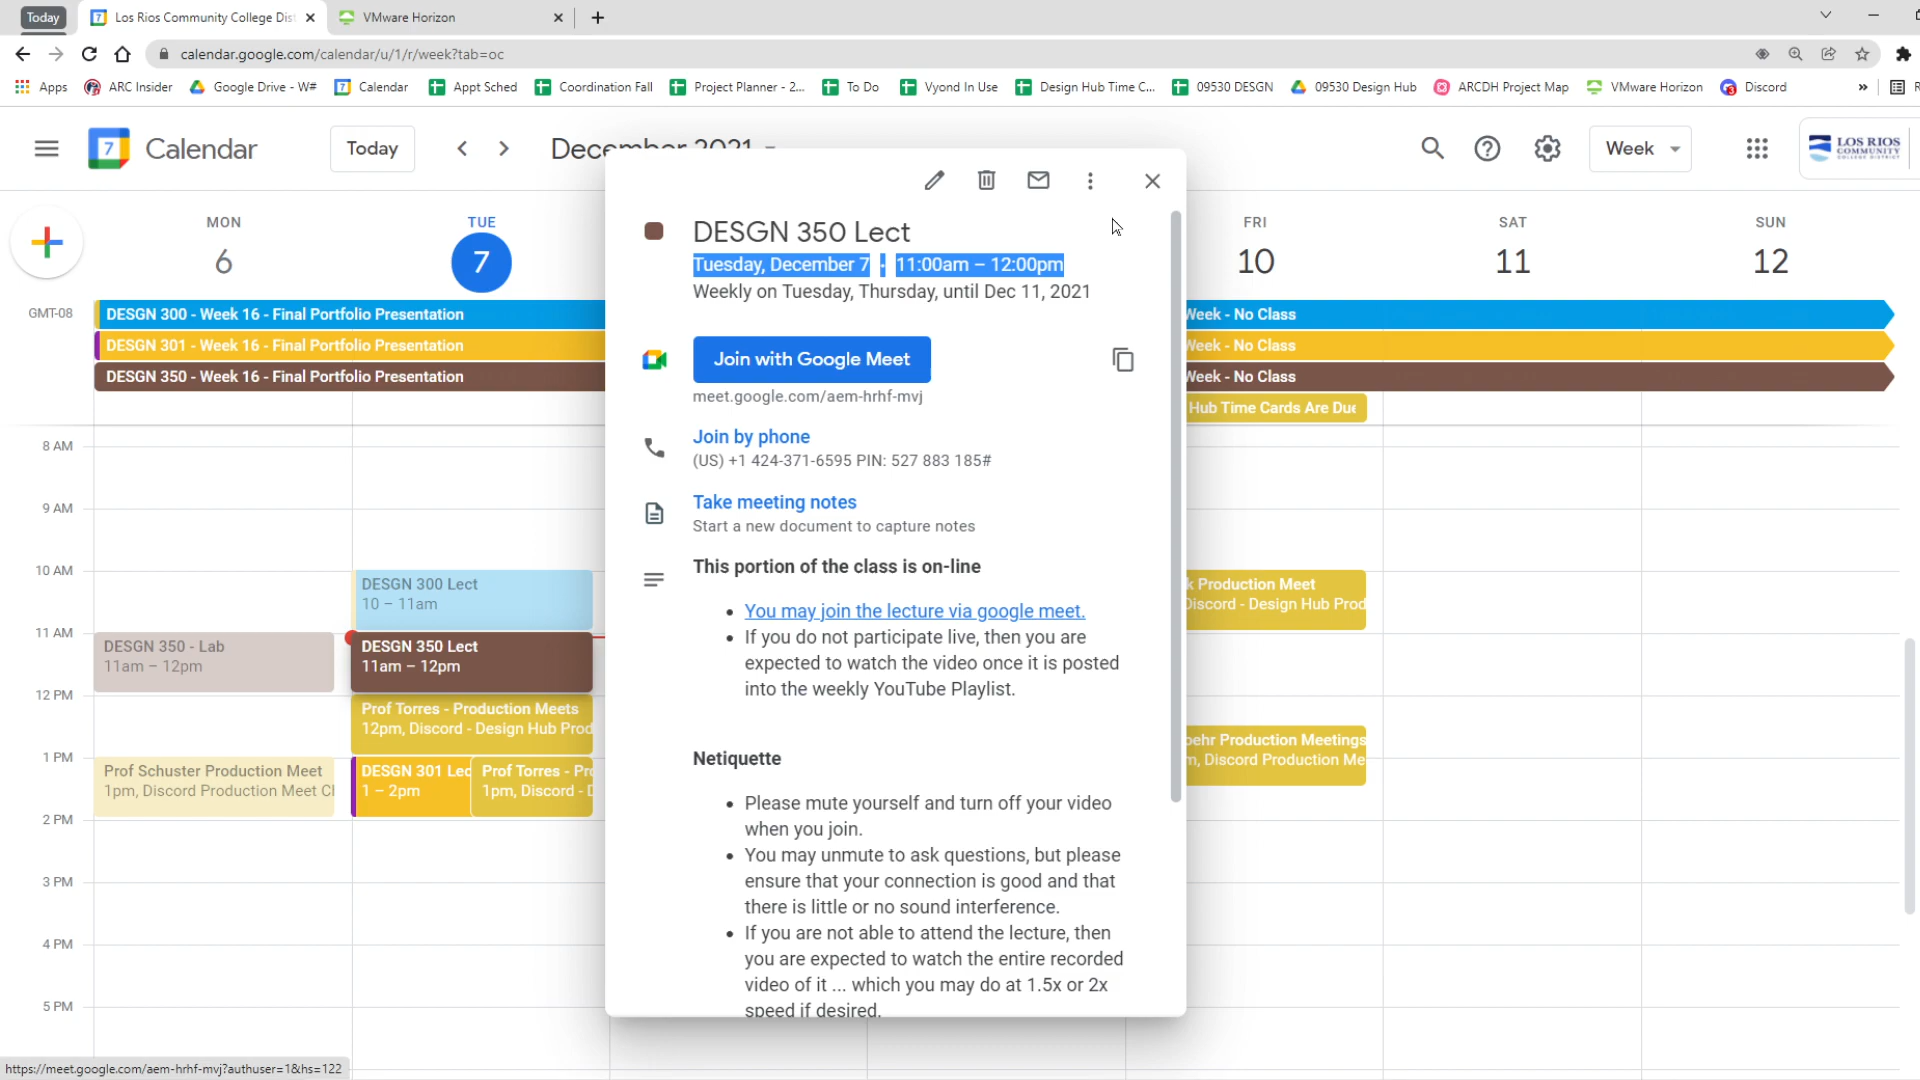 Today
Los Rios Community College Dis
VMware Horizon
calendar.google.com/calendar/u/1/r/week?tab=oc
Apps
ARC Insider
Google Drive - W#
Calendar
Appt Sched
Coordination Fall
Project Planner - 2...
To Do
Vyond In Use
Design Hub Time C...
09530 DESGN
09530 Design Hub
ARCDH Project Map
VMware Horizon
Discord
»
7
Calendar
Today
December 2021
Week
LOS RIOS
COMMUNITY
COLLEGE DISTRICT
MON
6
TUE
7
FRI
10
SAT
11
SUN
12
GMT-08
DESGN 300 - Week 16 - Final Portfolio Presentation
DESGN 301 - Week 16 - Final Portfolio Presentation
DESGN 350 - Week 16 - Final Portfolio Presentation
Week - No Class
Week - No Class
Week - No Class
Hub Time Cards Are Due
8 AM
9 AM
10 AM
11 AM
12 PM
1 PM
2 PM
3 PM
4 PM
5 PM
DESGN 350 - Lab
11am – 12pm
Prof Schuster Production Meet
1pm, Discord Production Meet Cl
DESGN 300 Lect
10 – 11am
DESGN 350 Lect
11am – 12pm
Prof Torres - Production Meets
12pm, Discord - Design Hub Prod
DESGN 301 Lec
1 – 2pm
Prof Torres - Pro
1pm, Discord - D
DESGN 350 Lect
Tuesday, December 7 · 11:00am – 12:00pm
Weekly on Tuesday, Thursday, until Dec 11, 2021
Join with Google Meet
meet.google.com/aem-hrhf-mvj
Join by phone
(US) +1 424-371-6595 PIN: 527 883 185#
Take meeting notes
Start a new document to capture notes
This portion of the class is on-line
• You may join the lecture via google meet.
• If you do not participate live, then you are
expected to watch the video once it is posted
into the weekly YouTube Playlist.
Netiquette
• Please mute yourself and turn off your video
when you join.
• You may unmute to ask questions, but please
ensure that your connection is good and that
there is little or no sound interference.
• If you are not able to attend the lecture, then
you are expected to watch the entire recorded
video of it ... which you may do at 1.5x or 2x
speed if desired.
k Production Meet
Discord - Design Hub Prod
oehr Production Meetings
m, Discord Production Me
https://meet.google.com/aem-hrhf-mvj?authuser=1&hs=122